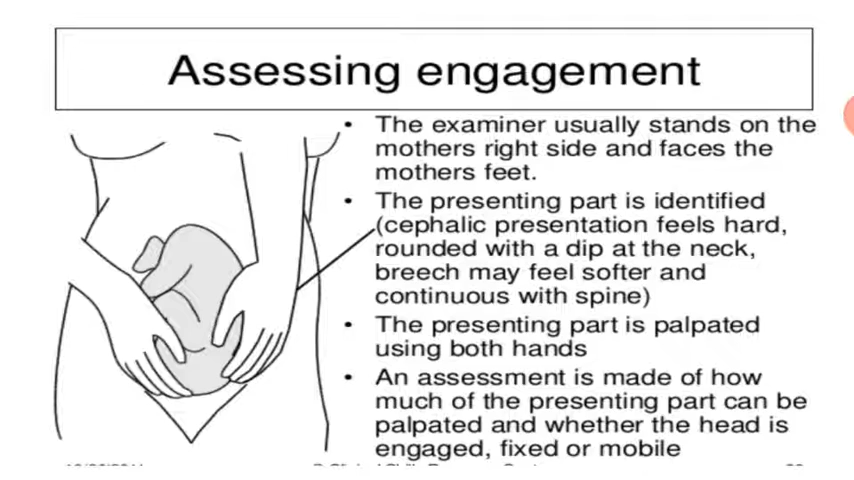 Assessing engagement
• The examiner usually stands on the
mothers right side and faces the
mothers feet.
• The presenting part is identified
(cephalic presentation feels hard,
rounded with a dip at the neck,
breech may feel softer and
continuous with spine)
• The presenting part is palpated
using both hands
• An assessment is made of how
much of the presenting part can be
palpated and whether the head is
engaged, fixed or mobile